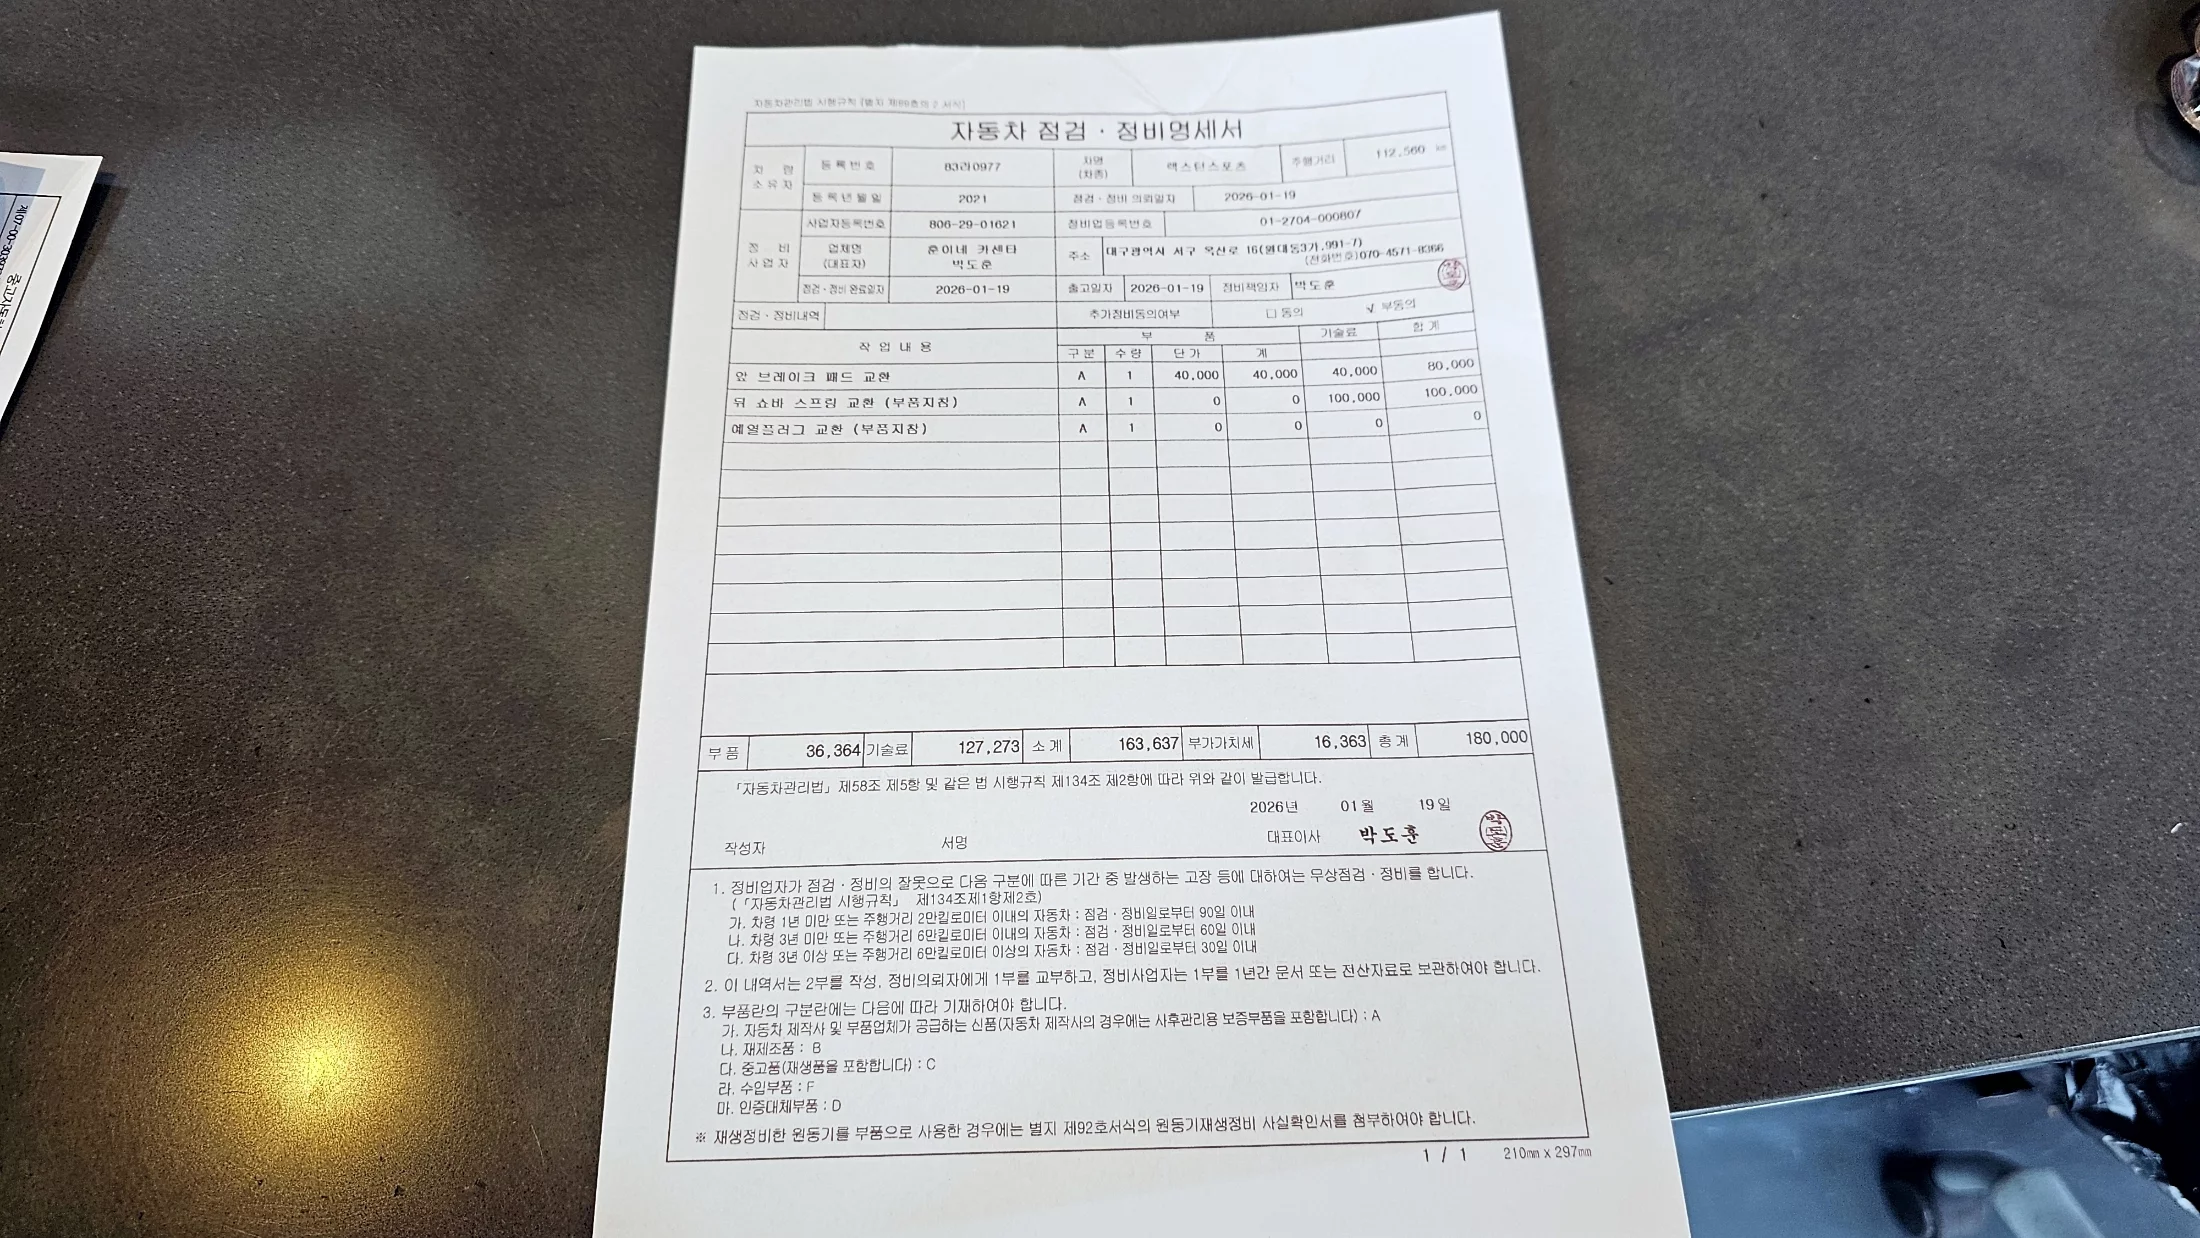 자동차관리법 시행규칙 [별지 제89호의 2 서식]
자동차 점검 · 정비명세서
차 량 소유자 등록번호 83라0977 차명 (차종) 렉스턴스포츠 주행거리 112,560 km
등록년월일 2021 점검 · 정비 의뢰일자 2026-01-19
정 비 사업자 사업자등록번호 806-29-01621 정비업등록번호 01-2704-000807
업체명 (대표자) 훈이네 카센타 박도훈 주소 대구광역시 서구 옥산로 16(원대동3가,991-7)
(전화번호)070-4571-8366
점검 · 정비 완료일자 2026-01-19 출고일자 2026-01-19 정비책임자 박도훈
점검 · 정비내역 추가정비동의여부 □ 동의 √ 부동의
작 업 내 용 부 품 기술료 합 계
구분 수량 단가 계
앞 브레이크 패드 교환 A 1 40,000 40,000 40,000 80,000
뒤 쇼바 스프링 교환 (부품지참) A 1 0 0 100,000 100,000
예열플러그 교환 (부품지참) A 1 0 0 0 0
부 품 36,364 기술료 127,273 소 계 163,637 부가가치세 16,363 총 계 180,000
「자동차관리법」 제58조 제5항 및 같은 법 시행규칙 제134조 제2항에 따라 위와 같이 발급합니다.
2026년 01월 19일
작성자 서명 대표이사 박도훈
1. 정비업자가 점검 · 정비의 잘못으로 다음 구분에 따른 기간 중 발생하는 고장 등에 대하여는 무상점검 · 정비를 합니다.
(「자동차관리법 시행규칙」 제134조제1항제2호)
가. 차령 1년 미만 또는 주행거리 2만킬로미터 이내의 자동차 : 점검 · 정비일로부터 90일 이내
나. 차령 3년 미만 또는 주행거리 6만킬로미터 이내의 자동차 : 점검 · 정비일로부터 60일 이내
다. 차령 3년 이상 또는 주행거리 6만킬로미터 이상의 자동차 : 점검 · 정비일로부터 30일 이내
2. 이 내역서는 2부를 작성, 정비의뢰자에게 1부를 교부하고, 정비사업자는 1부를 1년간 문서 또는 전산자료로 보관하여야 합니다.
3. 부품란의 구분란에는 다음에 따라 기재하여야 합니다.
가. 자동차 제작사 및 부품업체가 공급하는 신품(자동차 제작사의 경우에는 사후관리용 보증부품을 포함합니다) : A
나. 재제조품 : B
다. 중고품(재생품을 포함합니다) : C
라. 수입부품 : F
마. 인증대체부품 : D
※ 재생정비한 원동기를 부품으로 사용한 경우에는 별지 제92호서식의 원동기재생정비 사실확인서를 첨부하여야 합니다.
1 / 1 210㎜ x 297㎜